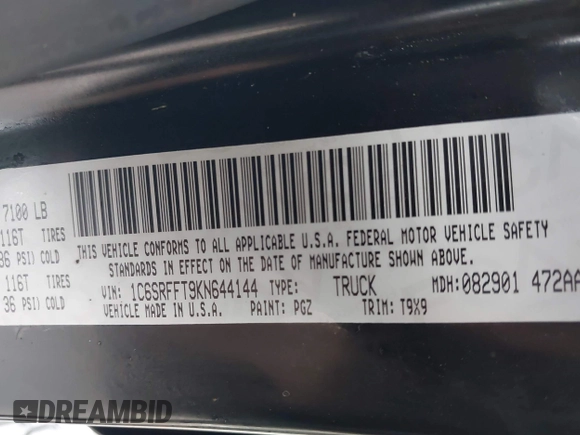 7100 LB
116T TIRES
36 PSI) COLD
116T TIRES
36 PSI) COLD
THIS VEHICLE CONFORMS TO ALL APPLICABLE U.S.A. FEDERAL MOTOR VEHICLE SAFETY
STANDARDS IN EFFECT ON THE DATE OF MANUFACTURE SHOWN ABOVE.
VIN: 1C6SRFFT9KN644144 TYPE: TRUCK MDH:082901 472AA
VEHICLE MADE IN U.S.A. PAINT: PGZ TRIM: T9X9
DREAMBID